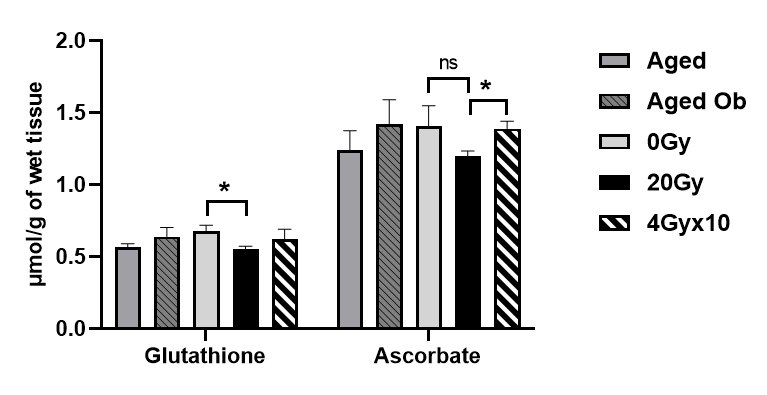 2.0
1.5
1.0
0.5
0.0
µmol/g of wet tissue
*
ns
*
Glutathione
Ascorbate
Aged
Aged Ob
0Gy
20Gy
4Gyx10